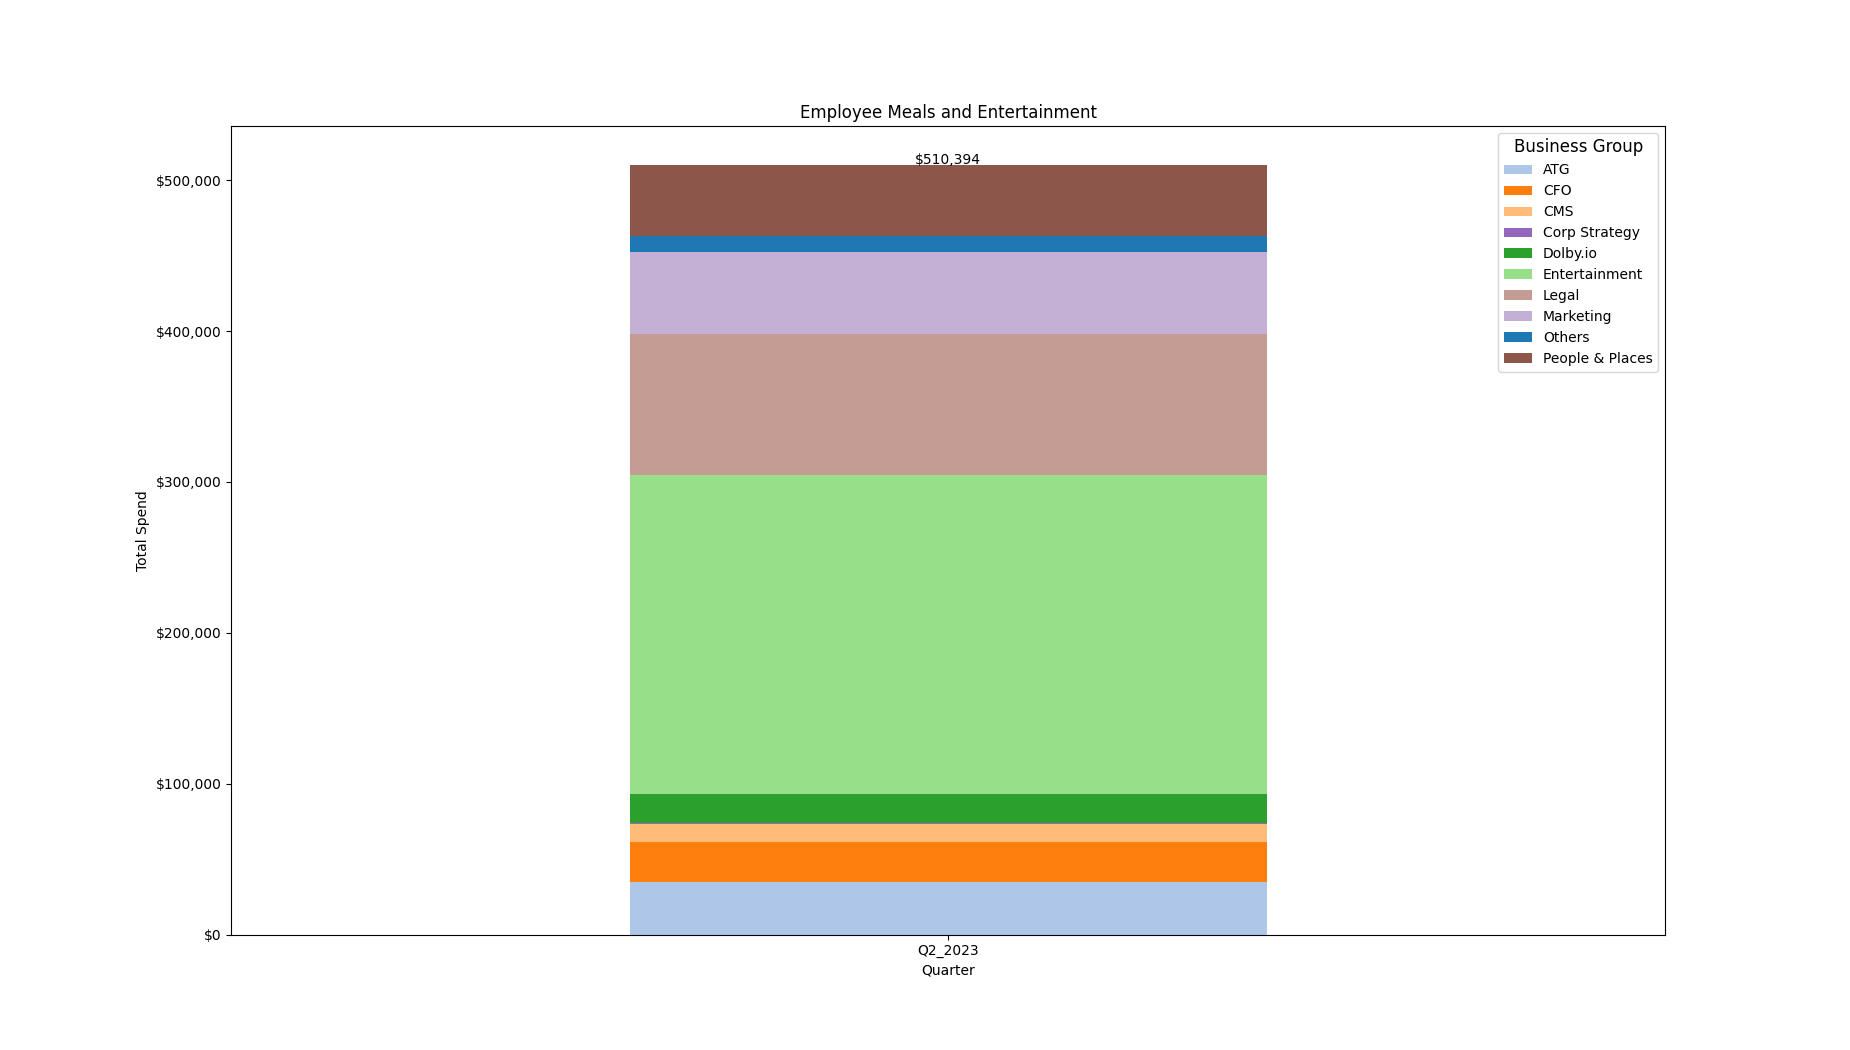 Employee Meals and Entertainment
$510,394
Business Group
ATG
CFO
CMS
Corp Strategy
Dolby.io
Entertainment
Legal
Marketing
Others
People & Places
$500,000
$400,000
$300,000
$200,000
$100,000
$0
Total Spend
Q2_2023
Quarter